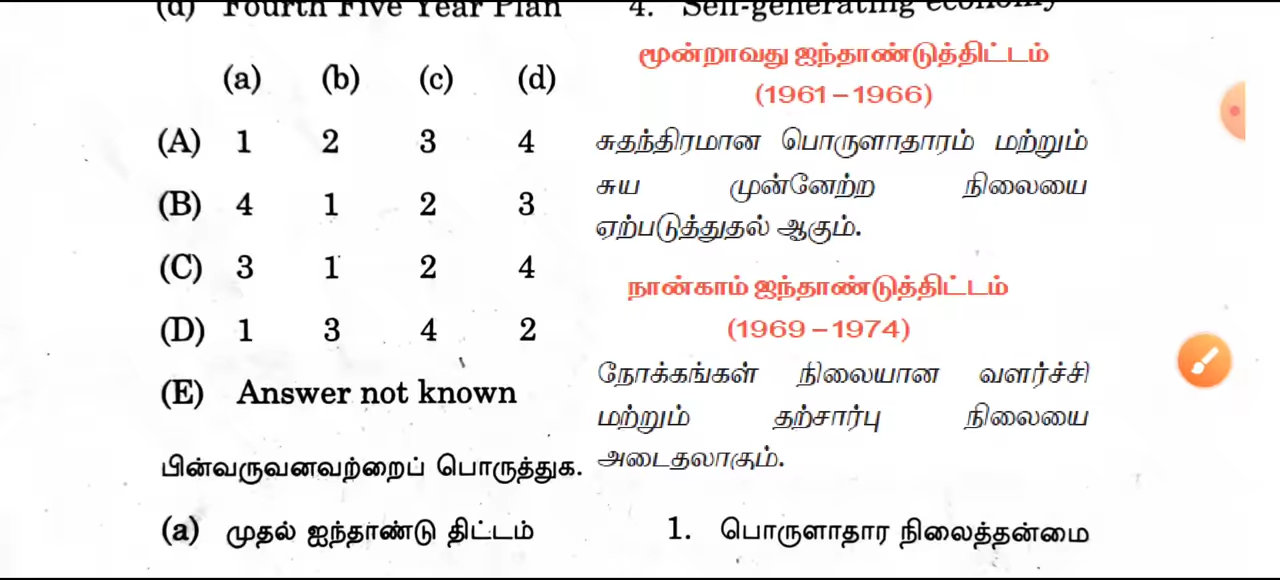 (d) Fourth Five Year Plan
4. Self-generating economy
(a) (b) (c) (d)
(A) 1 2 3 4
(B) 4 1 2 3
(C) 3 1 2 4
(D) 1 3 4 2
(E) Answer not known
மூன்றாவது ஐந்தாண்டுத்திட்டம்
(1961 – 1966)
சுதந்திரமான பொருளாதாரம் மற்றும்
சுய முன்னேற்ற நிலையை
ஏற்படுத்துதல் ஆகும்.
நான்காம் ஐந்தாண்டுத்திட்டம்
(1969 – 1974)
நோக்கங்கள் நிலையான வளர்ச்சி
மற்றும் தற்சார்பு நிலையை
அடைதலாகும்.
பின்வருவனவற்றைப் பொருத்துக.
(a) முதல் ஐந்தாண்டு திட்டம்
1. பொருளாதார நிலைத்தன்மை